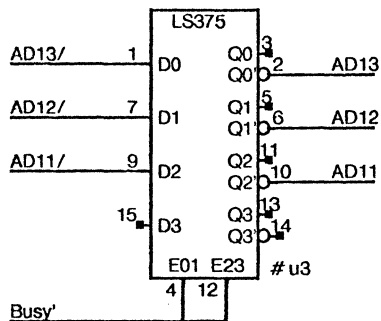 LS375
AD13/ 1 D0 Q0 3
Q0' 2 AD13
AD12/ 7 D1 Q1 5
Q1' 6 AD12
AD11/ 9 D2 Q2 11
Q2' 10 AD11
15 D3 Q3 13
Q3' 14
E01 E23 #u3
4 12
Busy'